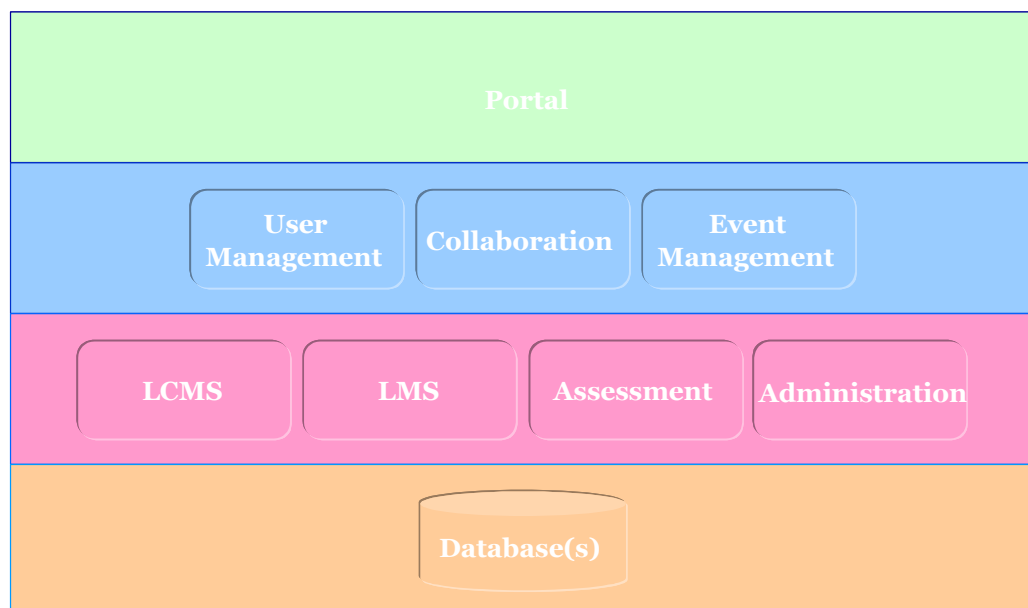 Portal
User
Management
Collaboration
Event
Management
LCMS
LMS
Assessment
Administration
Database(s)